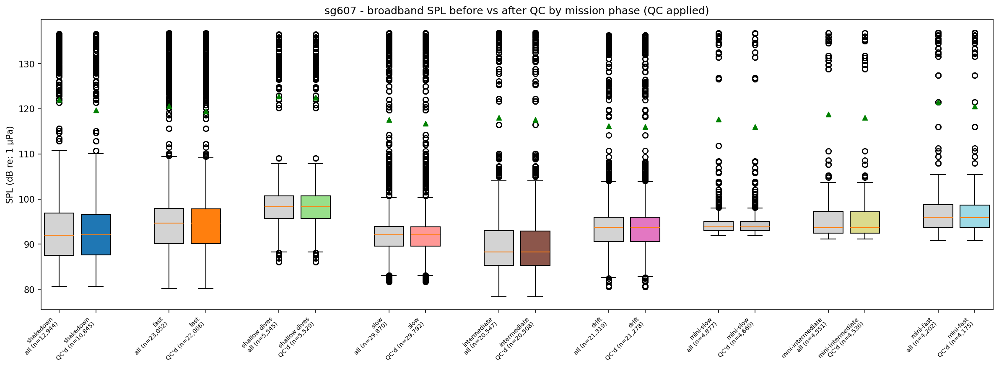 sg607 - broadband SPL before vs after QC by mission phase (QC applied)
SPL (dB re: 1 µPa)
130
120
110
100
90
80
shakedown
all (n=12,944)
shakedown
QC'd (n=10,845)
fast
all (n=23,052)
fast
QC'd (n=22,066)
shallow dives
all (n=5,545)
shallow dives
QC'd (n=5,529)
slow
all (n=29,870)
slow
QC'd (n=29,792)
intermediate
all (n=20,547)
intermediate
QC'd (n=20,508)
drift
all (n=21,319)
drift
QC'd (n=21,278)
mini-slow
all (n=4,877)
mini-slow
QC'd (n=4,660)
mini-intermediate
all (n=4,551)
mini-intermediate
QC'd (n=4,536)
mini-fast
all (n=4,202)
mini-fast
QC'd (n=4,175)